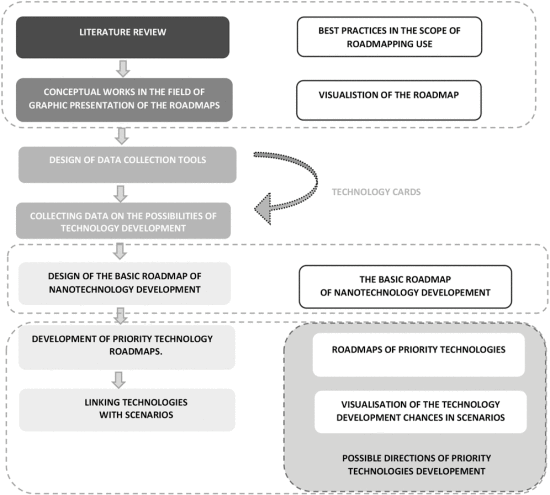 LITERATURE REVIEW
BEST PRACTICES IN THE SCOPE OF
ROADMAPPING USE
CONCEPTUAL WORKS IN THE FIELD OF
GRAPHIC PRESENTATION OF THE ROADMAPS
VISUALISTION OF THE ROADMAP
DESIGN OF DATA COLLECTION TOOLS
TECHNOLOGY CARDS
COLLECTING DATA ON THE POSSIBILITIES OF
TECHNOLOGY DEVELOPMENT
DESIGN OF THE BASIC ROADMAP OF
NANOTECHNOLOGY DEVELOPMENT
THE BASIC ROADMAP
OF NANOTECHNOLOGY DEVELOPEMENT
DEVELOPMENT OF PRIORITY TECHNOLOGY
ROADMAPS.
ROADMAPS OF PRIORITY TECHNOLOGIES
LINKING TECHNOLOGIES
WITH SCENARIOS
VISUALISATION OF THE TECHNOLOGY
DEVELOPMENT CHANCES IN SCENARIOS
POSSIBLE DIRECTIONS OF PRIORITY
TECHNOLOGIES DEVELOPMENT